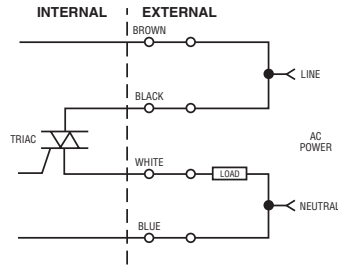 INTERNAL EXTERNAL
BROWN
LINE
BLACK
TRIAC
AC
POWER
WHITE
LOAD
NEUTRAL
BLUE